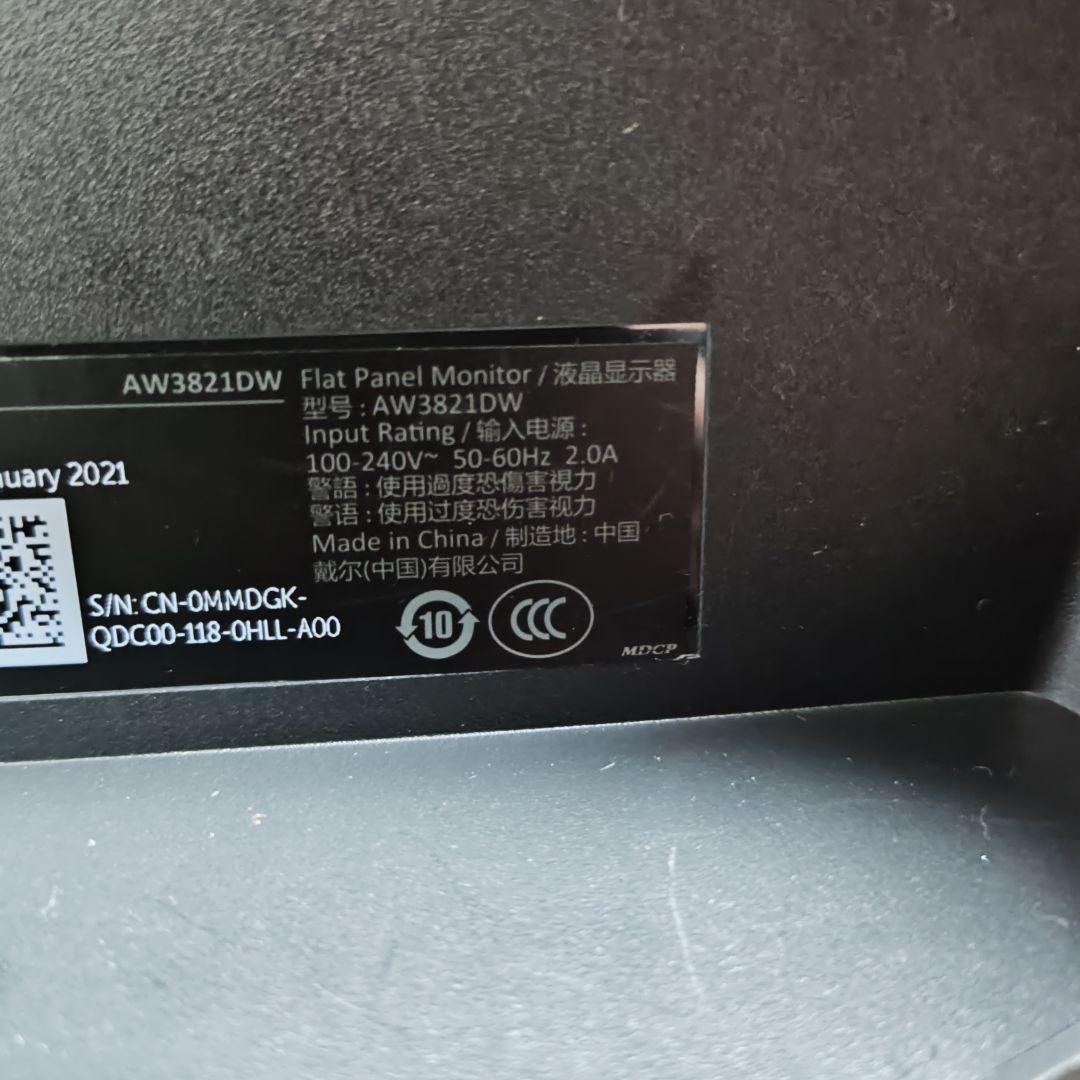 AW3821DW
nuary 2021
S/N: CN-0MMDGK-
QDC00-118-0HLL-A00
Flat Panel Monitor / 液晶显示器
型号 : AW3821DW
Input Rating / 输入电源 :
100-240V~ 50-60Hz 2.0A
警語 : 使用過度恐傷害視力
警语 : 使用过度恐伤害视力
Made in China / 制造地 : 中国
戴尔(中国)有限公司
10
CCC
MDCP